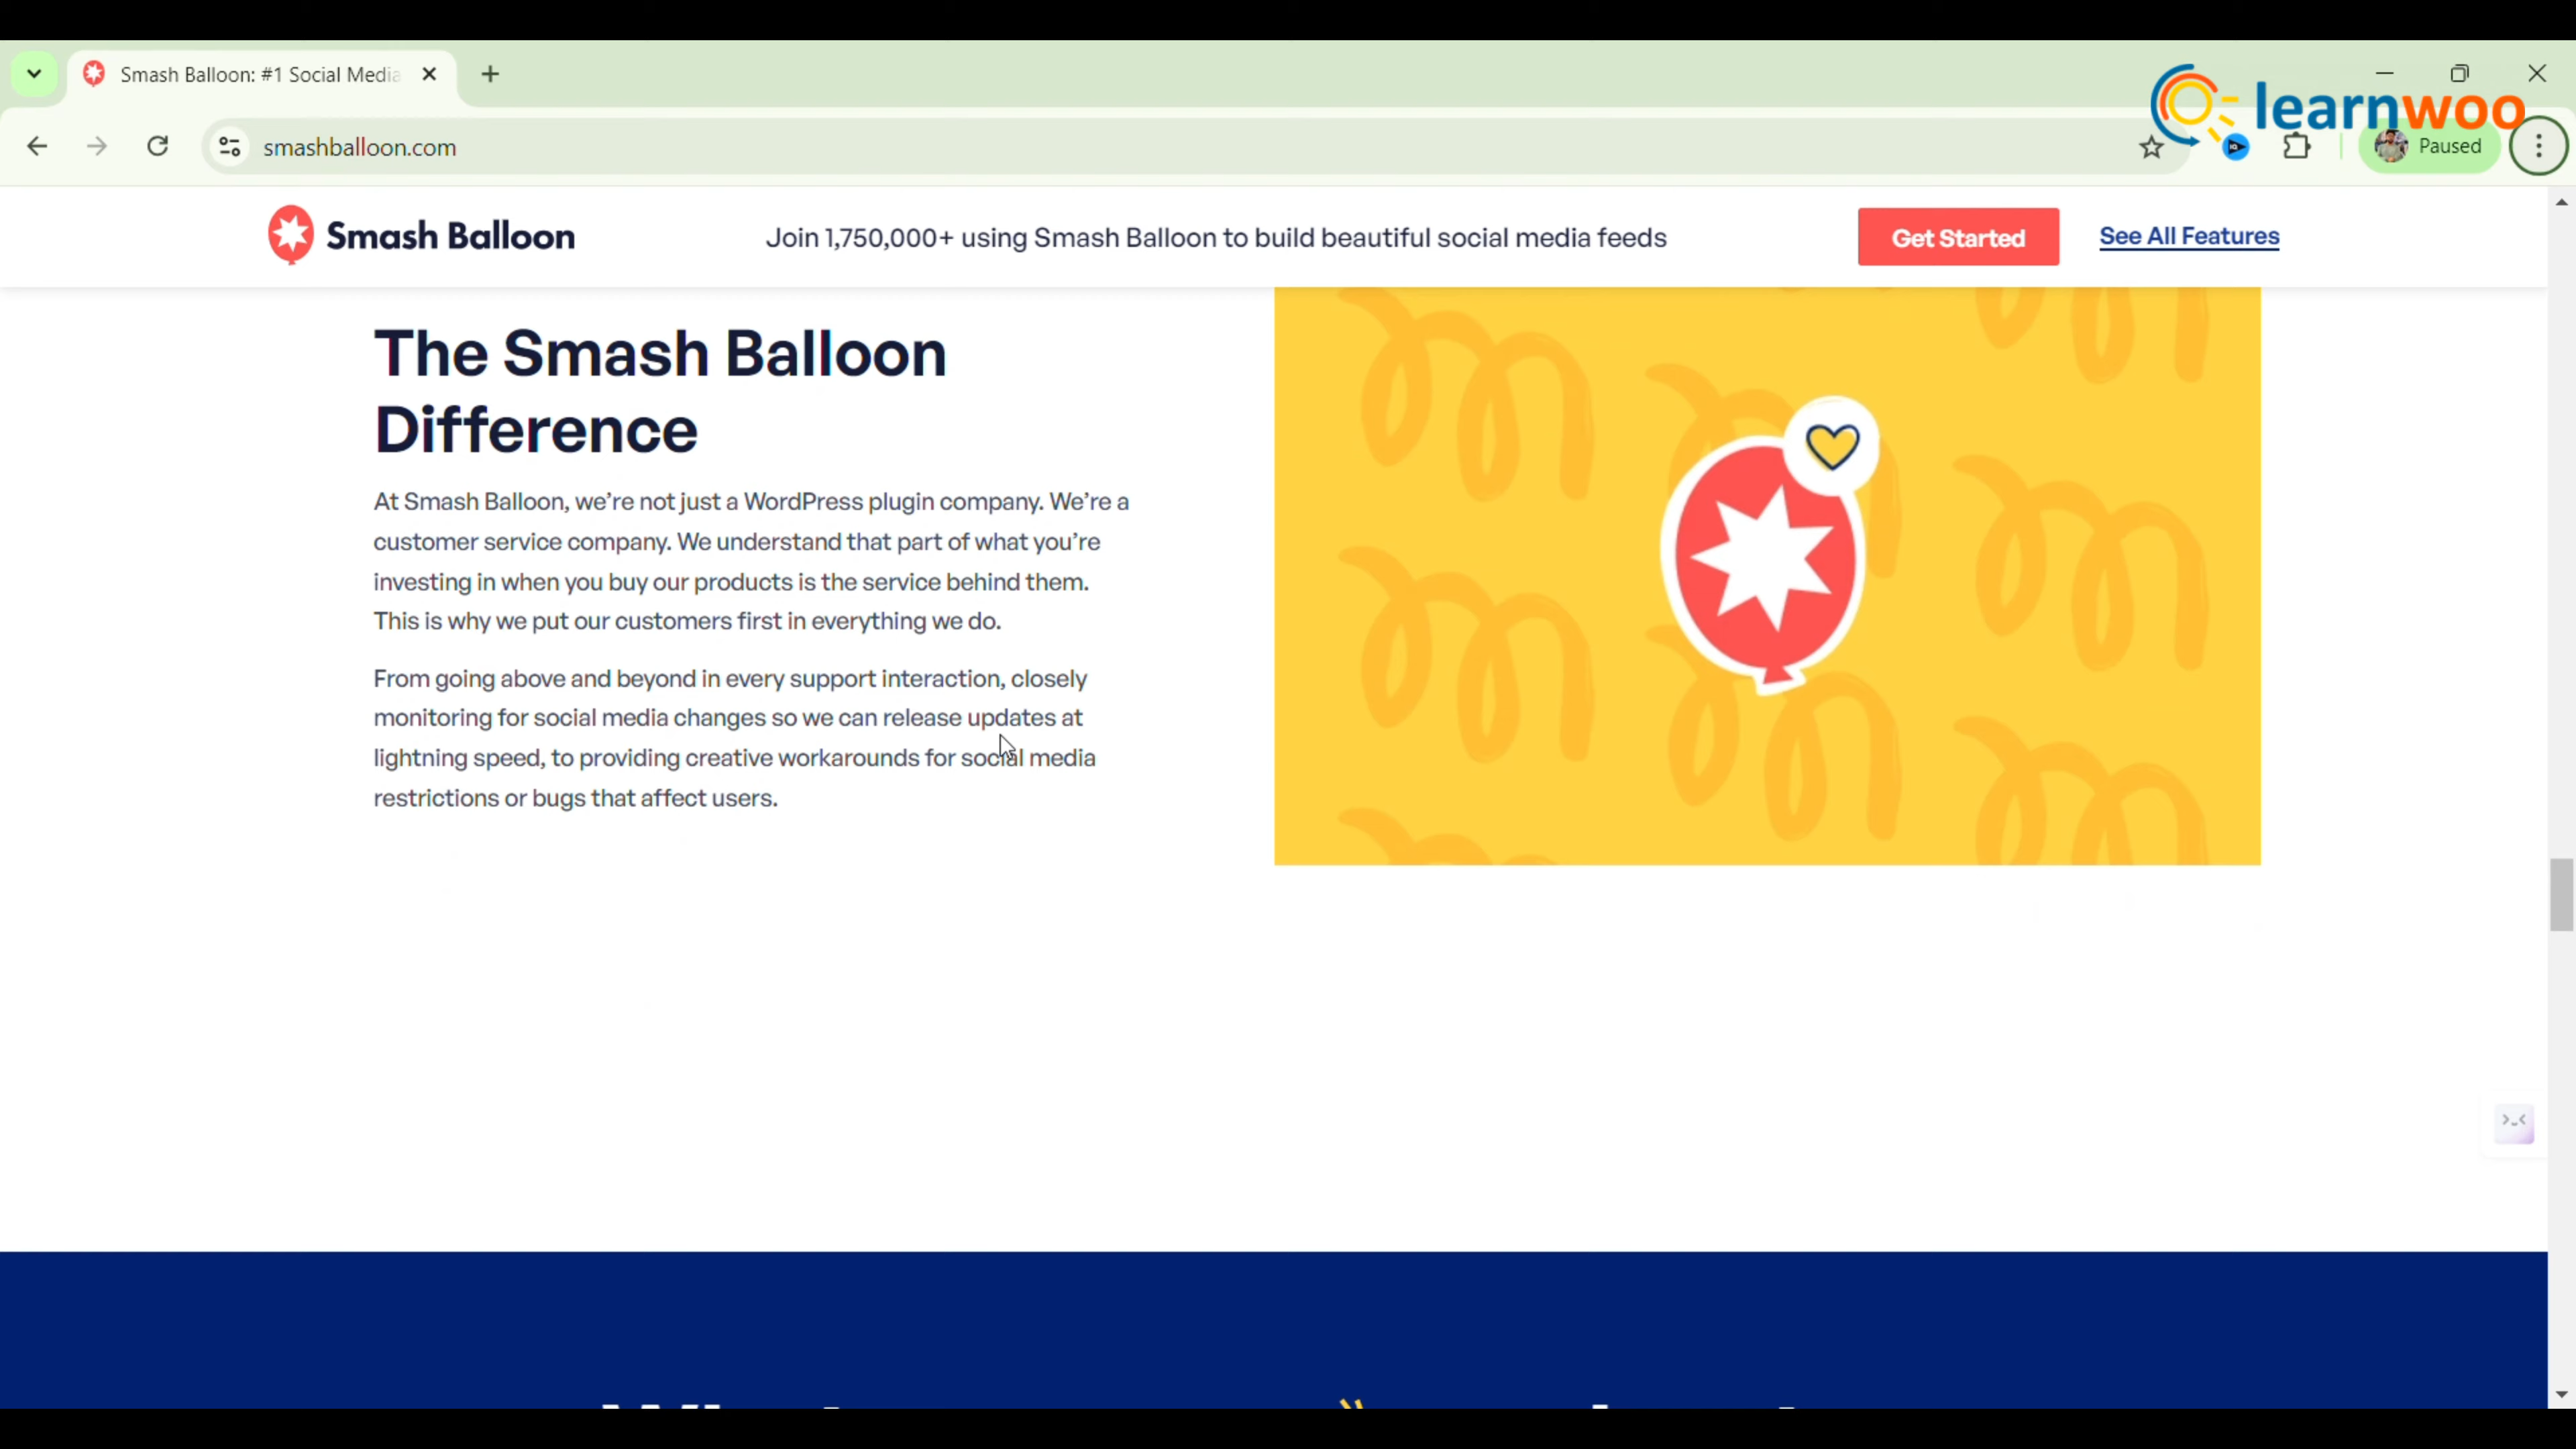 Smash Balloon: #1 Social Media
learnwoo
smashballoon.com
Paused
Smash Balloon
Join 1,750,000+ using Smash Balloon to build beautiful social media feeds
Get Started
See All Features
The Smash Balloon
Difference
At Smash Balloon, we’re not just a WordPress plugin company. We’re a
customer service company. We understand that part of what you’re
investing in when you buy our products is the service behind them.
This is why we put our customers first in everything we do.
From going above and beyond in every support interaction, closely
monitoring for social media changes so we can release updates at
lightning speed, to providing creative workarounds for social media
restrictions or bugs that affect users.